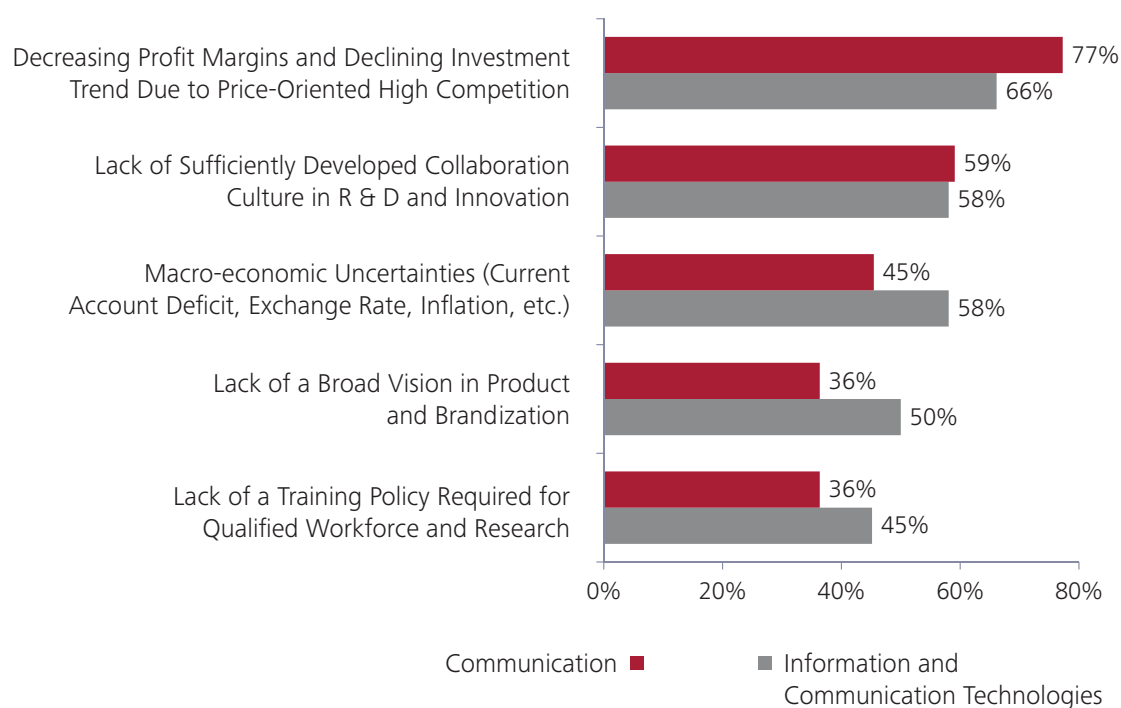 Decreasing Profit Margins and Declining Investment
Trend Due to Price-Oriented High Competition
77%
66%
Lack of Sufficiently Developed Collaboration
Culture in R & D and Innovation
59%
58%
Macro-economic Uncertainties (Current
Account Deficit, Exchange Rate, Inflation, etc.)
45%
58%
Lack of a Broad Vision in Product
and Brandization
36%
50%
Lack of a Training Policy Required for
Qualified Workforce and Research
36%
45%
0% 20% 40% 60% 80%
Communication
Information and
Communication Technologies